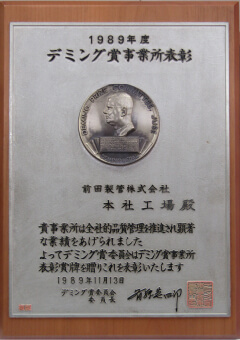 1989年度
デミング賞事業所表彰
前田製管株式会社
本社工場殿
貴事業所は全社的品質管理を推進され顕著
な業績をあげられました
よってデミング賞委員会はデミング賞事業所
表彰賞牌を贈りこれを表彰いたします
1989年11月13日
デミング賞委員会
委員長